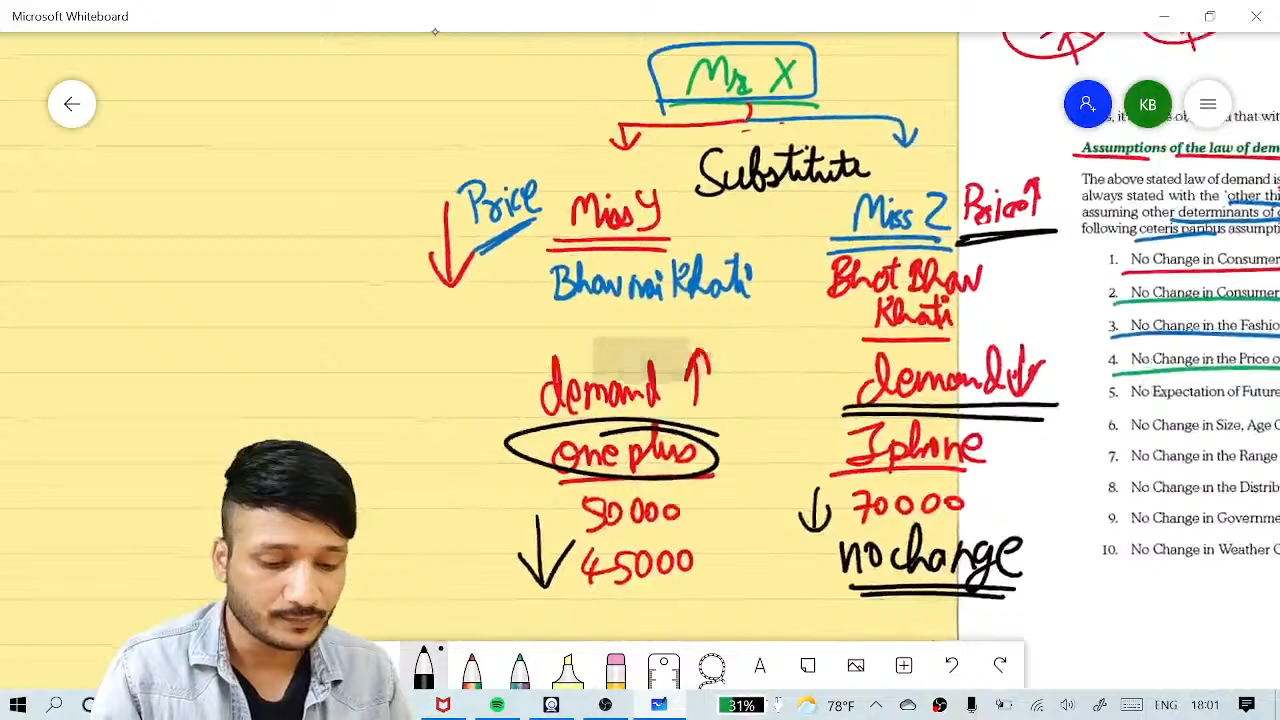 Microsoft Whiteboard
Mr X
Substitute
Price
Miss Y
Miss Z
Price↑
Bhav nai Khati
Bhot Bhav
Khati
demand ↑
demand↓
One plus
Iphone
50000
70000
45000
no change
KB
that wit
Assumptions of the law of dema
The above stated law of demand is
always stated with the 'other thi
assuming other determinants of
following ceteris paribus assumpti
1. No Change in Consumer
2. No Change in Consumer
3. No Change in the Fashio
4. No Change in the Price o
5. No Expectation of Future
6. No Change in Size, Age C
7. No Change in the Range
8. No Change in the Distrib
9. No Change in Governme
10. No Change in Weather C
31%
78°F
ENG
18:01